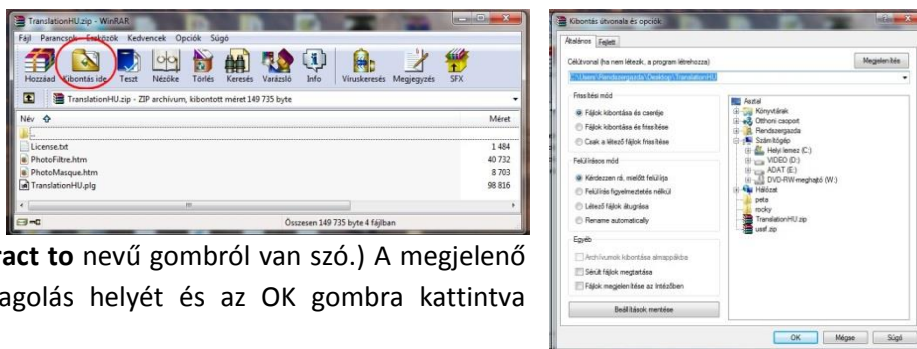 TranslationHU.zip - WinRAR
Fájl Parancsok Eszközök Kedvencek Opciók Súgó
Hozzáad Kibontás ide Teszt Nézőke Törlés Keresés Varázsló Info Víruskeresés Megjegyzés SFX
TranslationHU.zip - ZIP archívum, kibontott méret 149 735 byte
Név Méret
..
License.txt 1 484
PhotoFiltre.htm 40 732
PhotoMasque.htm 8 703
TranslationHU.plg 98 816
Összesen 149 735 byte 4 fájlban
ract to nevű gombról van szó.) A megjelenő
agolás helyét és az OK gombra kattintva
Kibontás útvonala és opciók
Általános Fejlett
Célútvonal (ha nem létezik, a program létrehozza)
Megjelenítés
C:\Users\Rendszergazda\Desktop\TranslationHU
Frissítési mód
Fájlok kibontása és cseréje
Fájlok kibontása és frissítése
Csak a létező fájlok frissítése
Felülírásos mód
Kérdezzen rá, mielőtt felülírja
Felülírás figyelmeztetés nélkül
Létező fájlok átugrása
Rename automatically
Egyéb
Archívumok kibontása almappákba
Sérült fájlok megtartása
Fájlok megjelenítése az Intézőben
Beállítások mentése
Asztal
Könyvtárak
Otthoni csoport
Rendszergazda
Számítógép
Helyi lemez (C:)
VIDEO (D:)
ADAT (E:)
DVD-RW meghajtó (W:)
Hálózat
peta
rocky
TranslationHU.zip
ussf.zip
OK Mégse Súgó